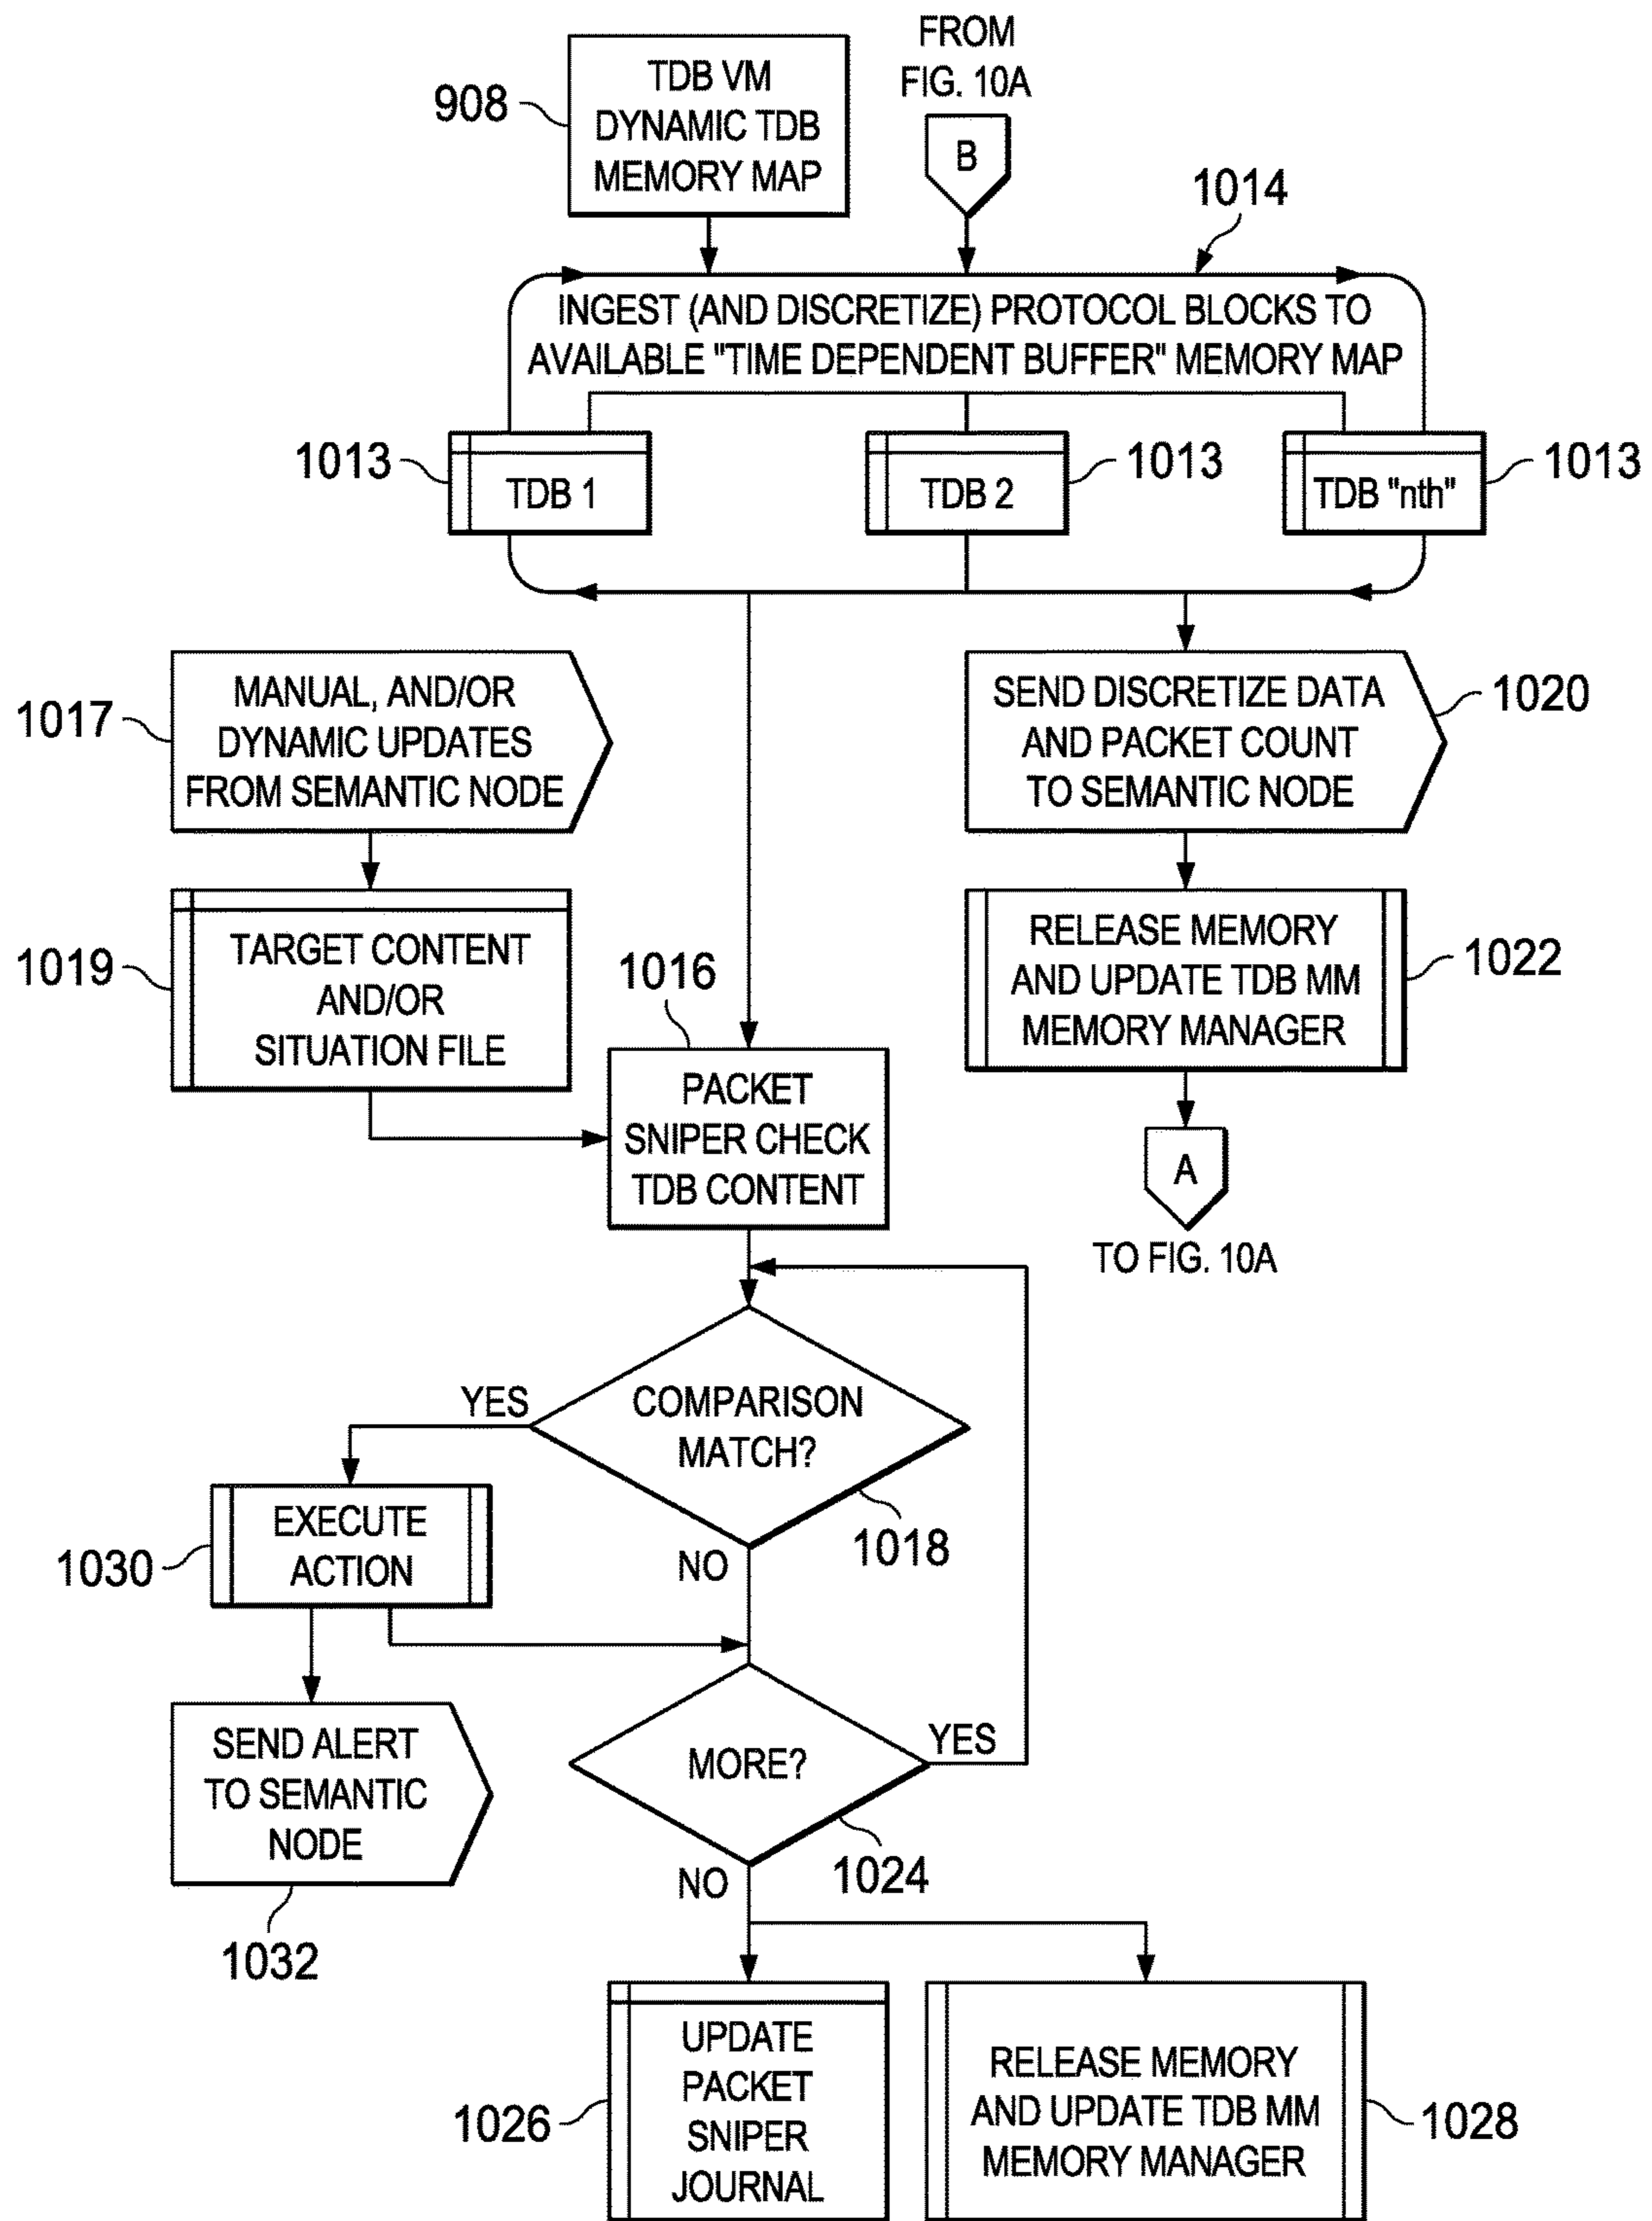 FROM
FIG. 10A
TDB VM
DYNAMIC TDB
MEMORY MAP
908
B
1014
INGEST (AND DISCRETIZE) PROTOCOL BLOCKS TO
AVAILABLE "TIME DEPENDENT BUFFER" MEMORY MAP
1013
TDB 1
TDB 2
1013
TDB "nth"
1013
1017
MANUAL, AND/OR
DYNAMIC UPDATES
FROM SEMANTIC NODE
SEND DISCRETIZE DATA
AND PACKET COUNT
TO SEMANTIC NODE
1020
1019
TARGET CONTENT
AND/OR
SITUATION FILE
1016
RELEASE MEMORY
AND UPDATE TDB MM
MEMORY MANAGER
1022
PACKET
SNIPER CHECK
TDB CONTENT
A
TO FIG. 10A
YES
COMPARISON
MATCH?
1018
NO
1030
EXECUTE
ACTION
SEND ALERT
TO SEMANTIC
NODE
1032
MORE?
YES
1024
NO
UPDATE
PACKET
SNIPER
JOURNAL
1026
RELEASE MEMORY
AND UPDATE TDB MM
MEMORY MANAGER
1028